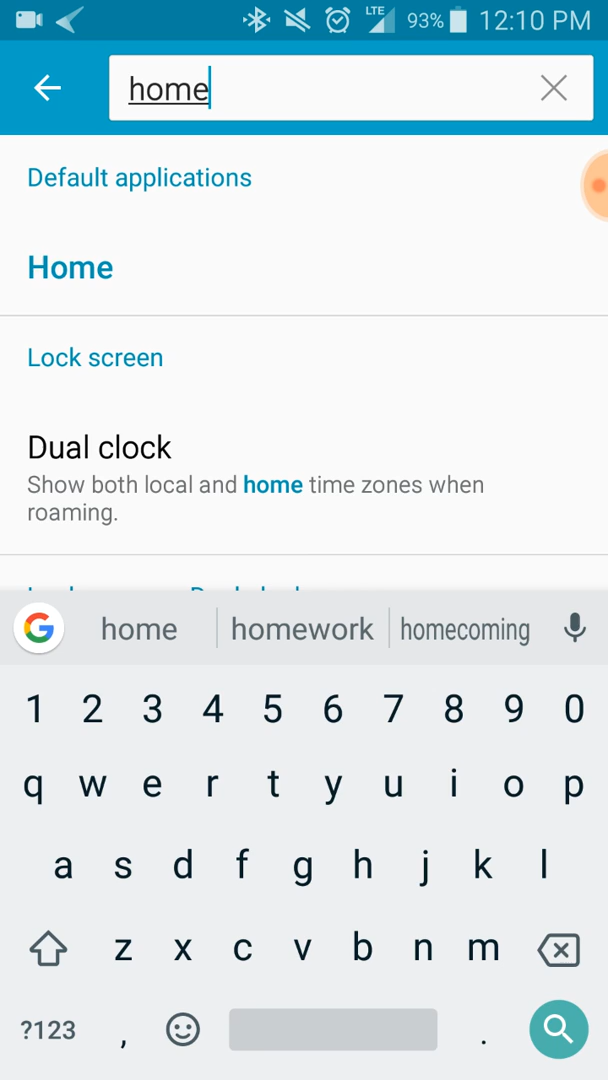 LTE 93% 12:10 PM
home
Default applications
Home
Lock screen
Dual clock
Show both local and home time zones when
roaming.
G home homework homecoming
1 2 3 4 5 6 7 8 9 0
q w e r t y u i o p
a s d f g h j k l
z x c v b n m
?123 , .